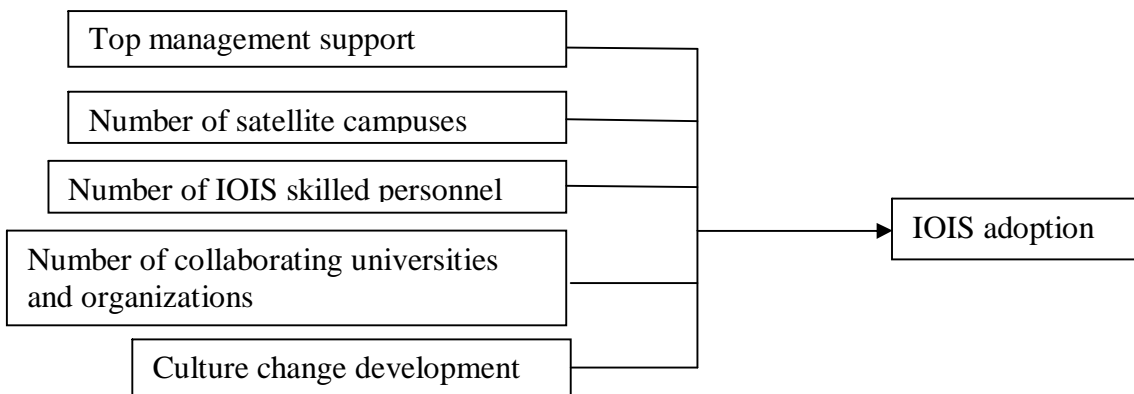 Top management support
Number of satellite campuses
Number of IOIS skilled personnel
Number of collaborating universities
and organizations
Culture change development
IOIS adoption